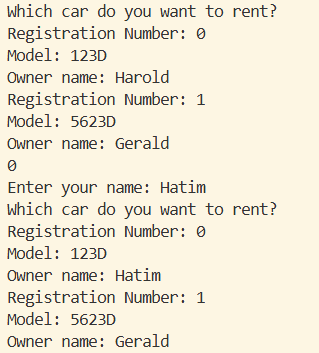 Which car do you want to rent?
Registration Number: 0
Model: 123D
Owner name: Harold
Registration Number: 1
Model: 5623D
Owner name: Gerald
0
Enter your name: Hatim
Which car do you want to rent?
Registration Number: 0
Model: 123D
Owner name: Hatim
Registration Number: 1
Model: 5623D
Owner name: Gerald